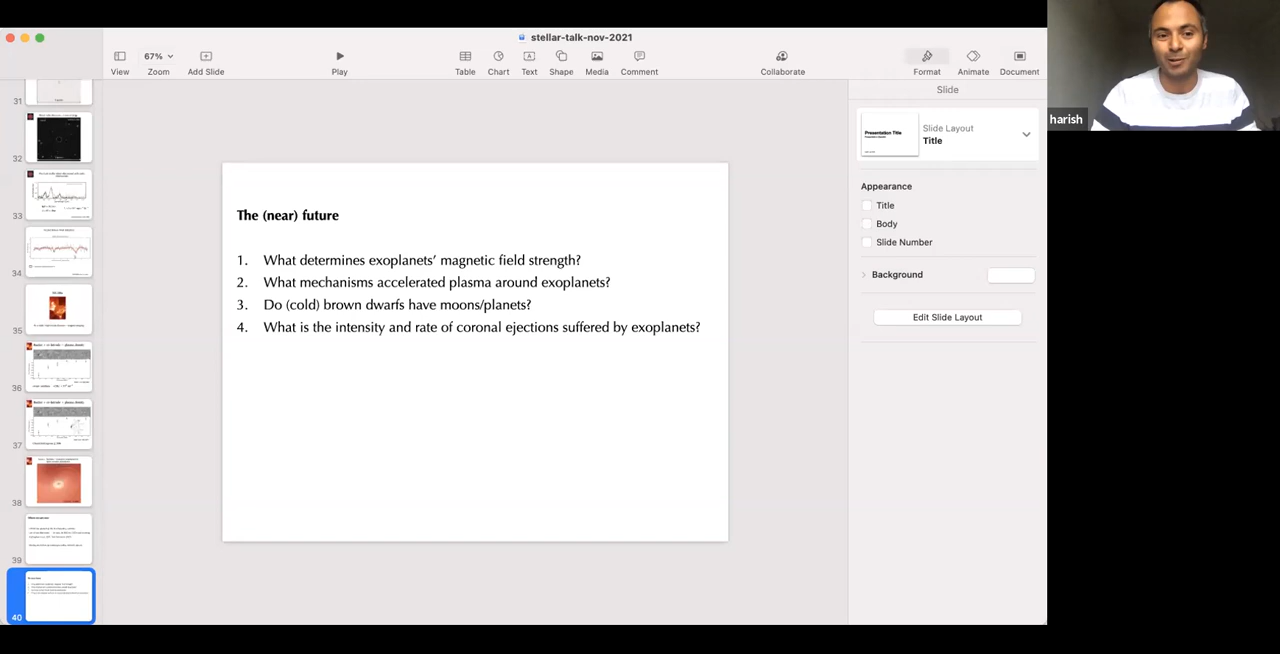 stellar-talk-nov-2021
67%
View
Zoom
Add Slide
Play
Table
Chart
Text
Shape
Media
Comment
Collaborate
Format
Animate
Document
harish
Slide
Slide Layout
Title
Presentation Title
Appearance
Title
Body
Slide Number
Background
Edit Slide Layout
31
32
33
34
35
36
37
38
39
40
The (near) future
1. What determines exoplanets’ magnetic field strength?
2. What mechanisms accelerated plasma around exoplanets?
3. Do (cold) brown dwarfs have moons/planets?
4. What is the intensity and rate of coronal ejections suffered by exoplanets?